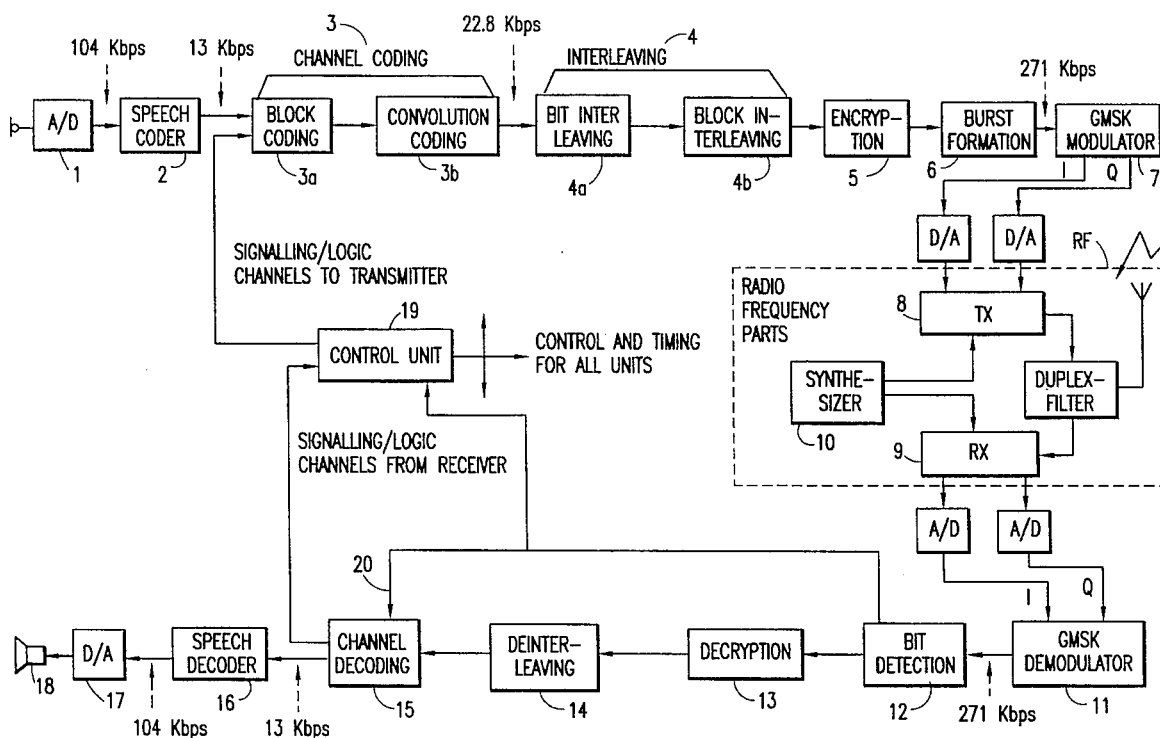 104 Kbps
13 Kbps
3
CHANNEL CODING
22.8 Kbps
INTERLEAVING
4
271 Kbps
A/D
1
SPEECH
CODER
2
BLOCK
CODING
3a
CONVOLUTION
CODING
3b
BIT INTER
LEAVING
4a
BLOCK IN-
TERLEAVING
4b
ENCRYP-
TION
5
BURST
FORMATION
6
GMSK
MODULATOR
7
I
Q
D/A
D/A
RF
SIGNALLING/LOGIC
CHANNELS TO TRANSMITTER
RADIO
FREQUENCY
PARTS
8
TX
19
CONTROL UNIT
CONTROL AND TIMING
FOR ALL UNITS
SYNTHE-
SIZER
10
DUPLEX-
FILTER
SIGNALLING/LOGIC
CHANNELS FROM RECEIVER
9
RX
A/D
A/D
20
I
Q
18
D/A
17
SPEECH
DECODER
16
CHANNEL
DECODING
15
DEINTER-
LEAVING
14
DECRYPTION
13
BIT
DETECTION
12
GMSK
DEMODULATOR
11
104 Kbps
13 Kbps
271 Kbps